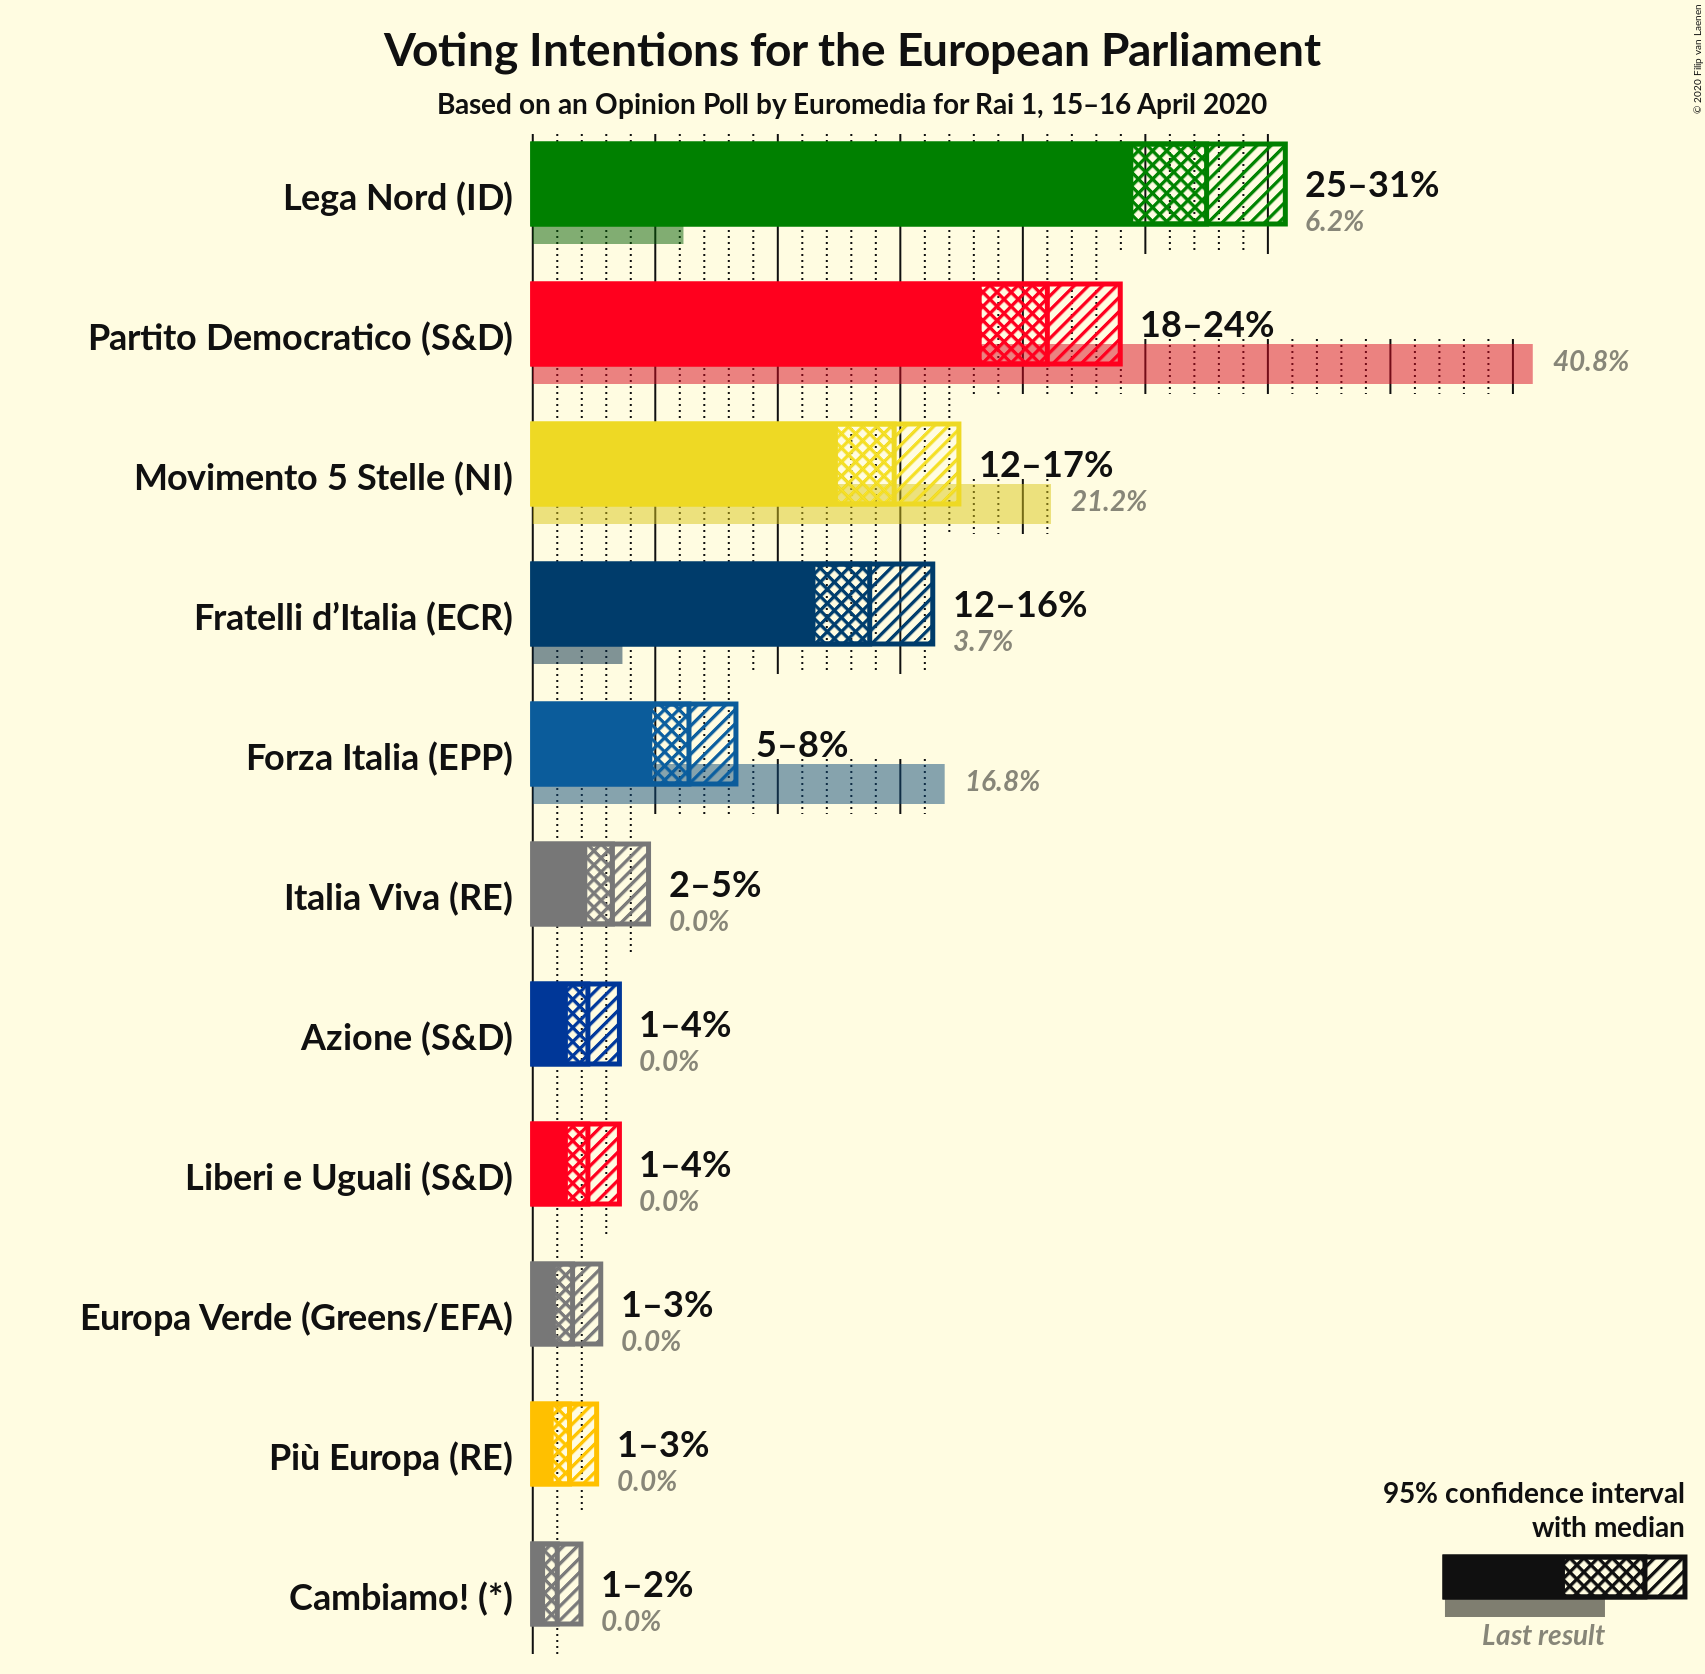 Voting Intentions for the European Parliament
Based on an Opinion Poll by Euromedia for Rai 1, 15–16 April 2020
© 2020 Filip van Laenen
Lega Nord (ID)
25–31%
6.2%
Partito Democratico (S&D)
18–24%
40.8%
Movimento 5 Stelle (NI)
12–17%
21.2%
Fratelli d’Italia (ECR)
12–16%
3.7%
Forza Italia (EPP)
5–8%
16.8%
Italia Viva (RE)
2–5%
0.0%
Azione (S&D)
1–4%
0.0%
Liberi e Uguali (S&D)
1–4%
0.0%
Europa Verde (Greens/EFA)
1–3%
0.0%
Più Europa (RE)
1–3%
0.0%
Cambiamo! (*)
1–2%
0.0%
95% confidence interval
with median
Last result